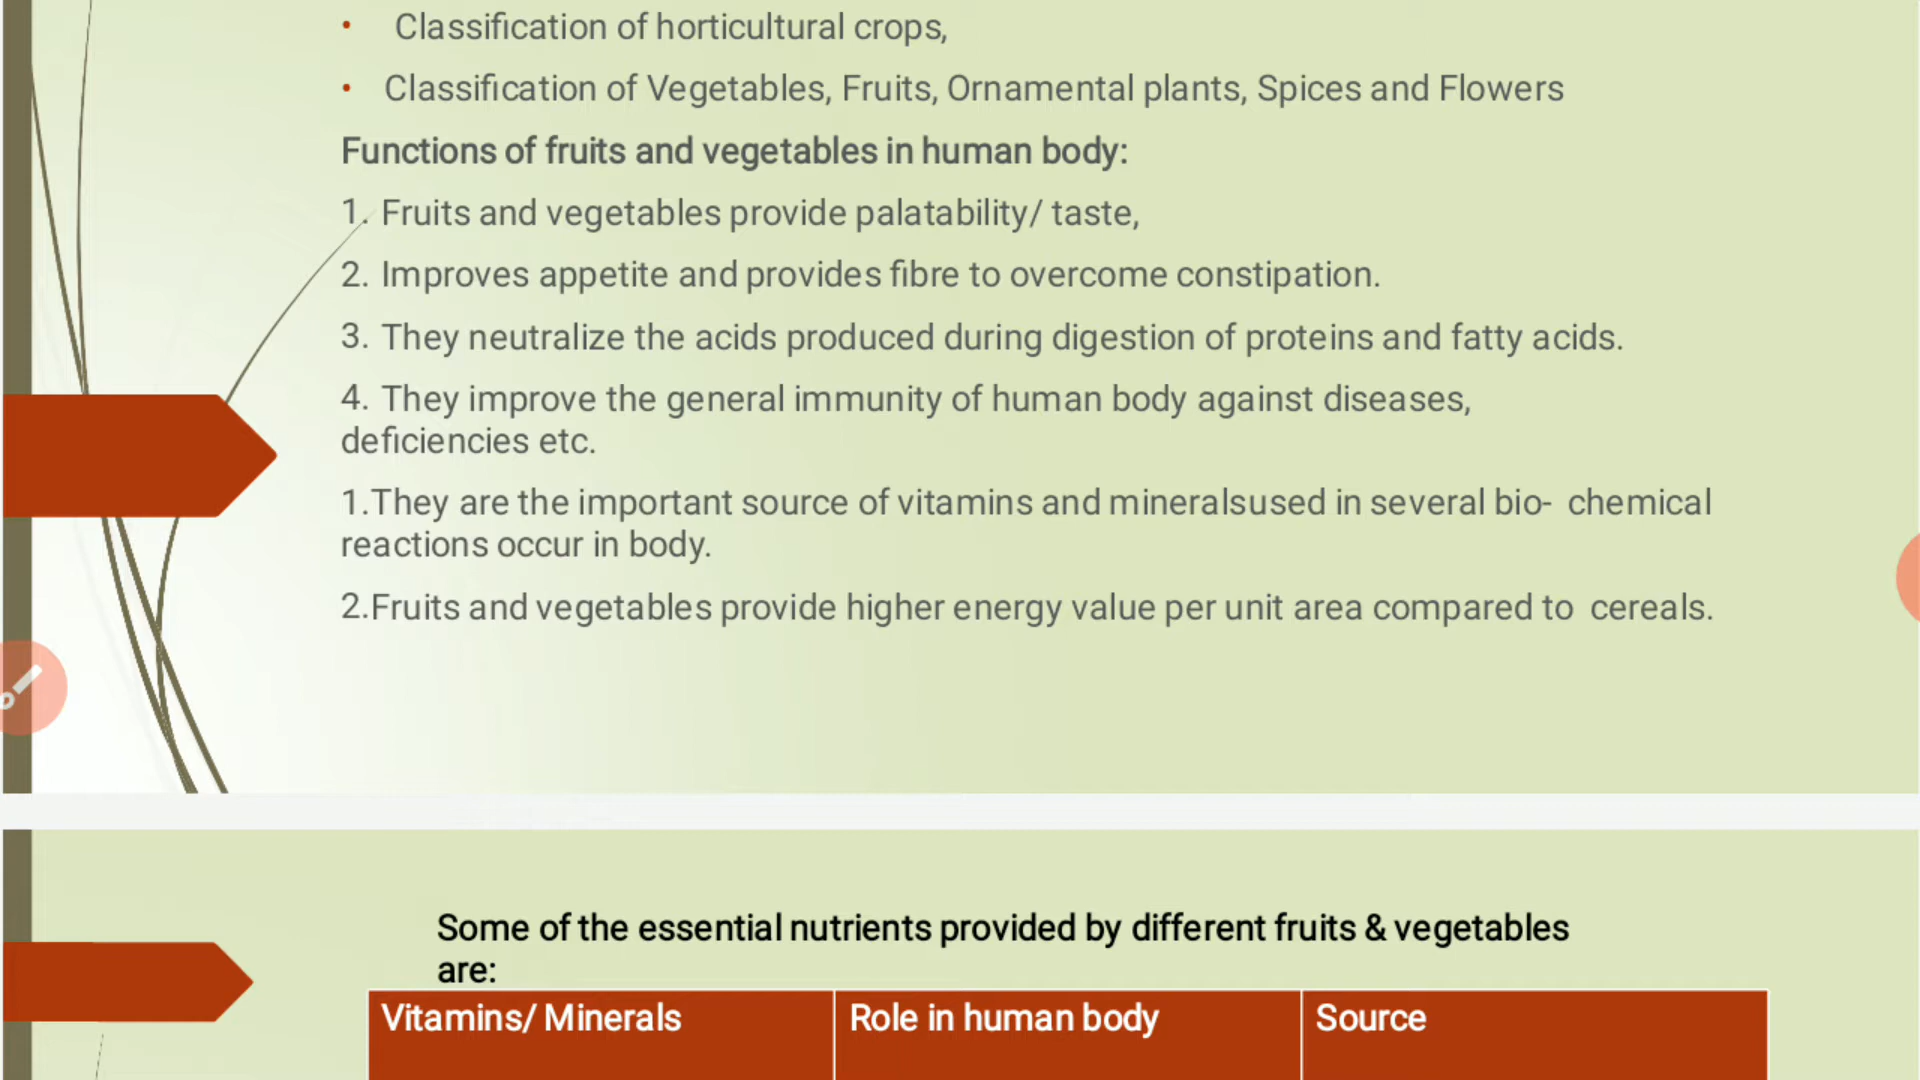 • Classification of horticultural crops,
• Classification of Vegetables, Fruits, Ornamental plants, Spices and Flowers
Functions of fruits and vegetables in human body:
1. Fruits and vegetables provide palatability/ taste,
2. Improves appetite and provides fibre to overcome constipation.
3. They neutralize the acids produced during digestion of proteins and fatty acids.
4. They improve the general immunity of human body against diseases,
deficiencies etc.
1.They are the important source of vitamins and mineralsused in several bio- chemical
reactions occur in body.
2.Fruits and vegetables provide higher energy value per unit area compared to cereals.
Some of the essential nutrients provided by different fruits & vegetables
are:
Vitamins/ Minerals
Role in human body
Source